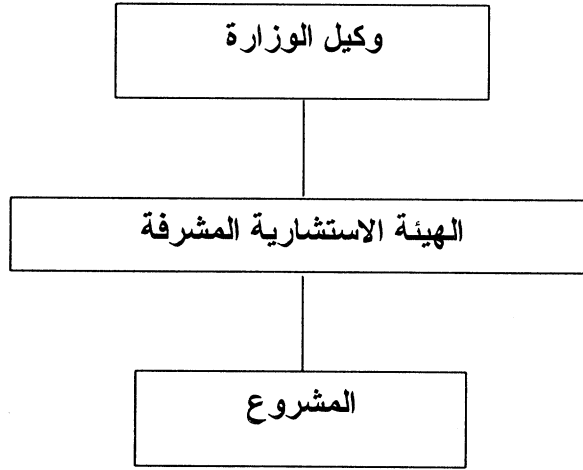 وكيل الوزارة
الهيئة الاستشارية المشرفة
المشروع